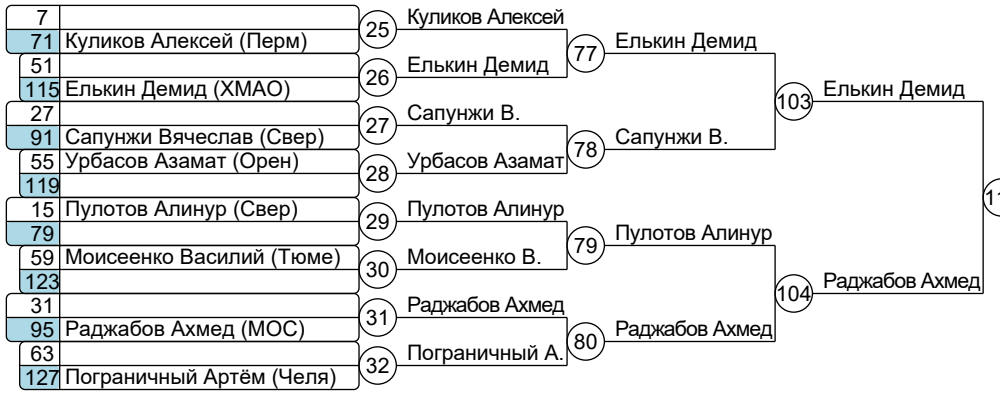 7
71 Куликов Алексей (Перм)
51
115 Елькин Демид (ХМАО)
27
91 Сапунжи Вячеслав (Свер)
55 Урбасов Азамат (Орен)
119
15 Пулотов Алинур (Свер)
79
59 Моисеенко Василий (Тюме)
123
31
95 Раджабов Ахмед (МОС)
63
127 Пограничный Артём (Челя)
25 Куликов Алексей
26 Елькин Демид
27 Сапунжи В.
28 Урбасов Азамат
29 Пулотов Алинур
30 Моисеенко В.
31 Раджабов Ахмед
32 Пограничный А.
77 Елькин Демид
78 Сапунжи В.
79 Пулотов Алинур
80 Раджабов Ахмед
103 Елькин Демид
104 Раджабов Ахмед